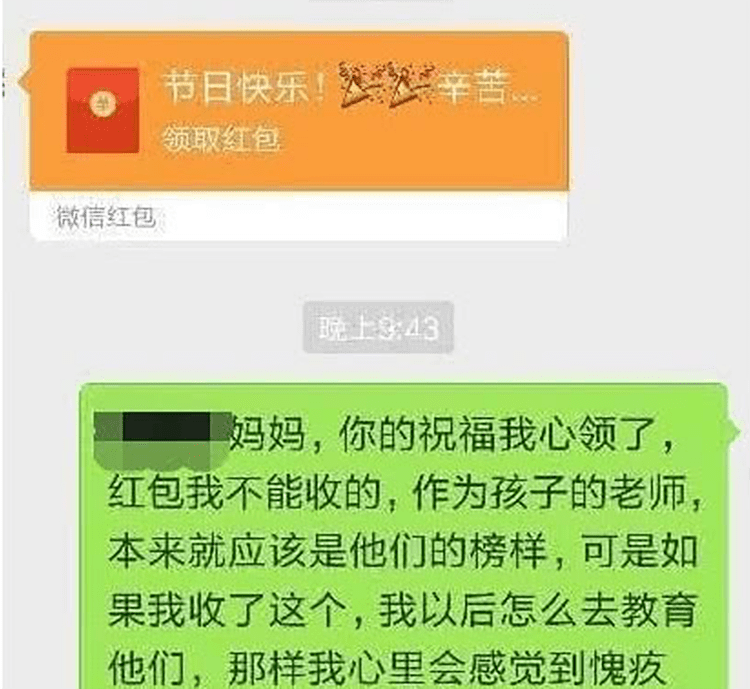 节日快乐！辛苦...
领取红包
微信红包
晚上9:43
妈妈，你的祝福我心领了，
红包我不能收的，作为孩子的老师，
本来就应该是他们的榜样，可是如
果我收了这个，我以后怎么去教育
他们，那样我心里会感觉到愧疚